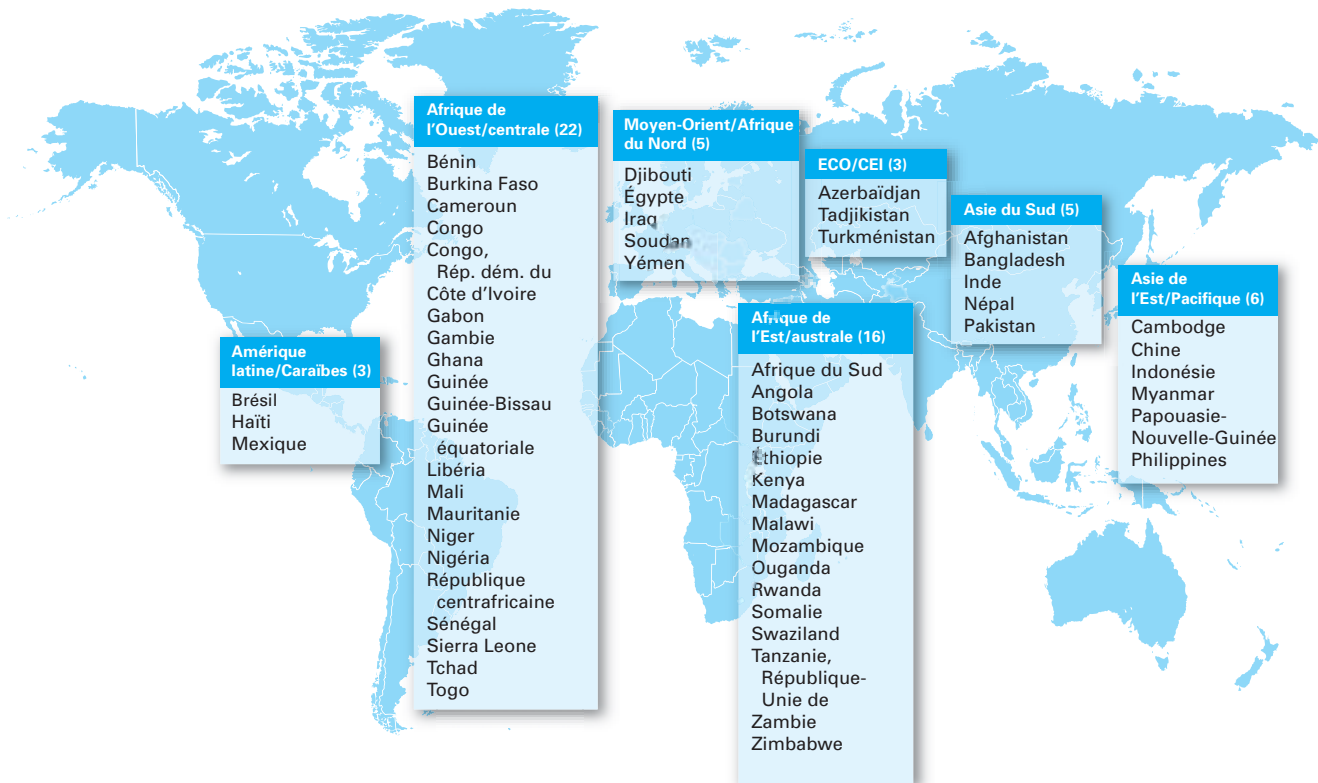 Afrique de
l'Ouest/centrale (22)
Bénin
Burkina Faso
Cameroun
Congo
Congo,
Rép. dém. du
Côte d'Ivoire
Gabon
Gambie
Ghana
Guinée
Guinée-Bissau
Guinée
équatoriale
Libéria
Mali
Mauritanie
Niger
Nigéria
République
centrafricaine
Sénégal
Sierra Leone
Tchad
Togo
Moyen-Orient/Afrique
du Nord (5)
Djibouti
Égypte
Iraq
Soudan
Yémen
ECO/CEI (3)
Azerbaïdjan
Tadjikistan
Turkménistan
Asie du Sud (5)
Afghanistan
Bangladesh
Inde
Népal
Pakistan
Asie de
l'Est/Pacifique (6)
Cambodge
Chine
Indonésie
Myanmar
Papouasie-
Nouvelle-Guinée
Philippines
Amérique
latine/Caraïbes (3)
Brésil
Haïti
Mexique
Afrique de
l'Est/australe (16)
Afrique du Sud
Angola
Botswana
Burundi
Éthiopie
Kenya
Madagascar
Malawi
Mozambique
Ouganda
Rwanda
Somalie
Swaziland
Tanzanie,
République-
Unie de
Zambie
Zimbabwe